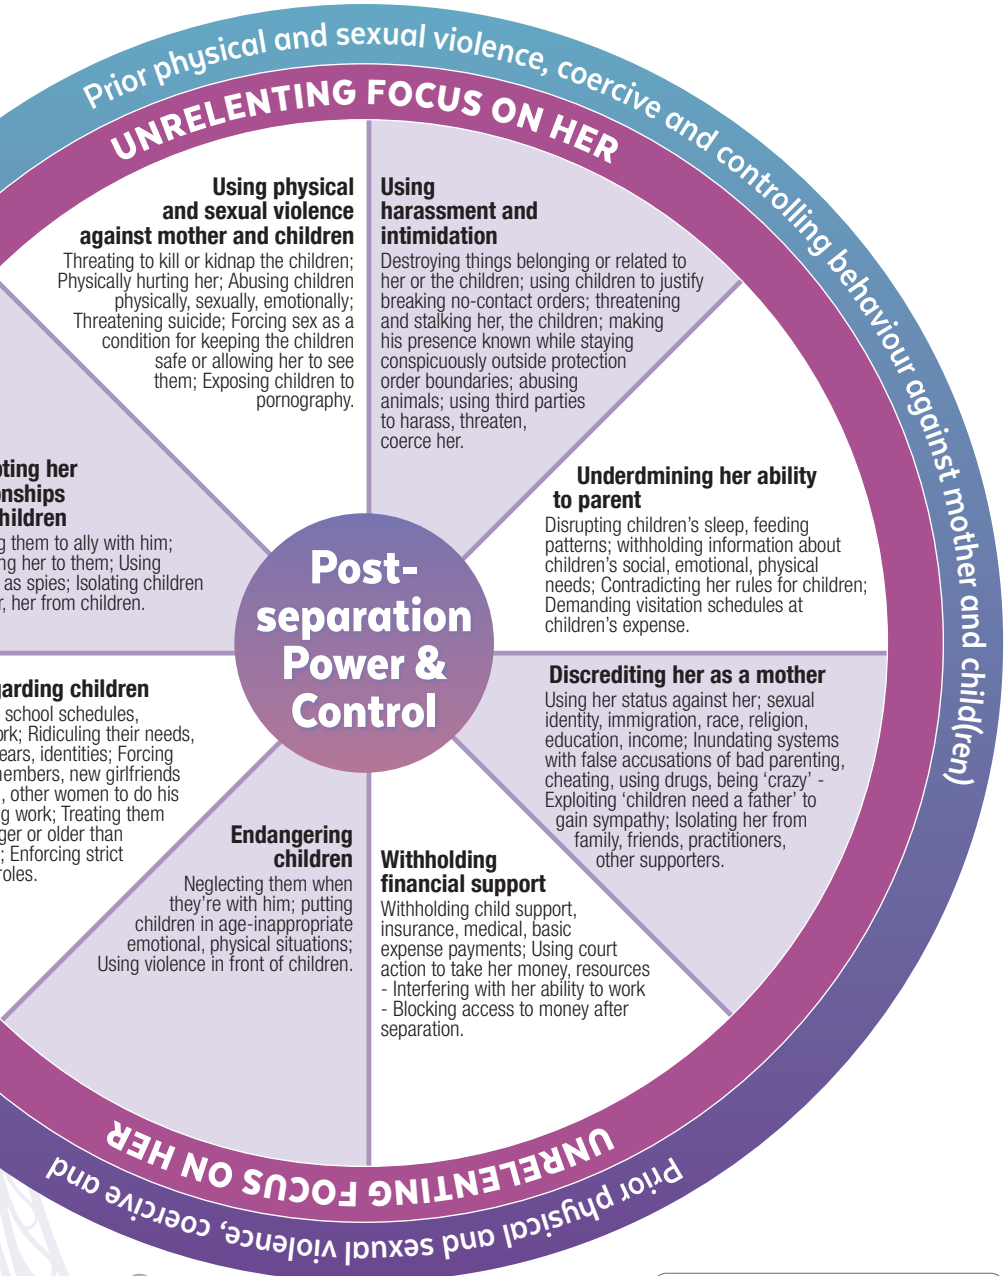 Prior physical and sexual violence, coercive and controlling behaviour against mother and child(ren)
UNRELENTING FOCUS ON HER
Using physical
and sexual violence
against mother and children
Threating to kill or kidnap the children;
Physically hurting her; Abusing children
physically, sexually, emotionally;
Threatening suicide; Forcing sex as a
condition for keeping the children
safe or allowing her to see
them; Exposing children to
pornography.
Using
harassment and
intimidation
Destroying things belonging or related to
her or the children; using children to justify
breaking no-contact orders; threatening
and stalking her, the children; making
his presence known while staying
conspicuously outside protection
order boundaries; abusing
animals; using third parties
to harass, threaten,
coerce her.
Underdmining her ability
to parent
Disrupting children's sleep, feeding
patterns; withholding information about
children's social, emotional, physical
needs; Contradicting her rules for children;
Demanding visitation schedules at
children's expense.
Discrediting her as a mother
Using her status against her; sexual
identity, immigration, race, religion,
education, income; Inundating systems
with false accusations of bad parenting,
cheating, using drugs, being 'crazy' -
Exploiting 'children need a father' to
gain sympathy; Isolating her from
family, friends, practitioners,
other supporters.
Withholding
financial support
Withholding child support,
insurance, medical, basic
expense payments; Using court
action to take her money, resources
- Interfering with her ability to work
- Blocking access to money after
separation.
Endangering
children
Neglecting them when
they're with him; putting
children in age-inappropriate
emotional, physical situations;
Using violence in front of children.
children
school schedules,
Ridiculing their needs,
identities; Forcing
new girlfriends
, other women to do his
work; Treating them
or older than
; Enforcing strict
her
them to ally with him;
her to them; Using
as spies; Isolating children
, her from children.
Post-
separation
Power &
Control
UNRELENTING FOCUS ON HER
Prior physical and sexual violence, coercive and